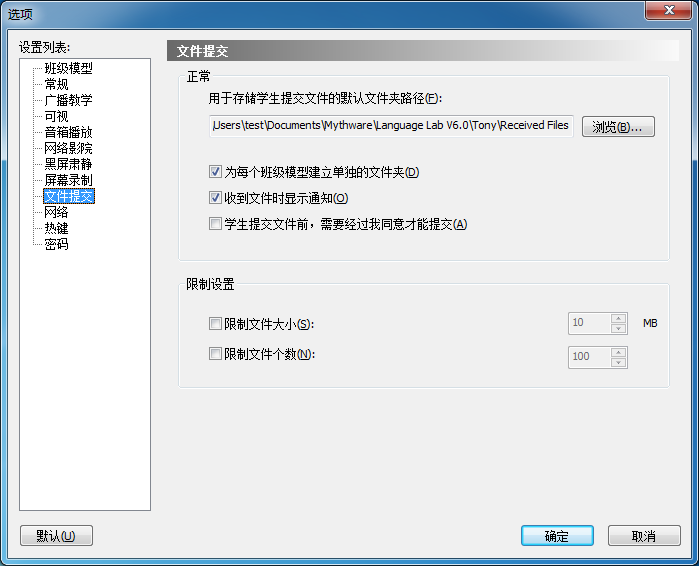 选项
设置列表:
班级模型
常规
广播教学
可视
音箱播放
网络影院
黑屏肃静
屏幕录制
文件提交
网络
热键
密码
文件提交
正常
用于存储学生提交文件的默认文件夹路径(F):
\Users\test\Documents\Mythware\Language Lab V6.0\Tony\Received Files
浏览(B)...
为每个班级模型建立单独的文件夹(D)
收到文件时显示通知(O)
学生提交文件前，需要经过我同意才能提交(A)
限制设置
限制文件大小(S): 10 MB
限制文件个数(N): 100
默认(U) 确定 取消